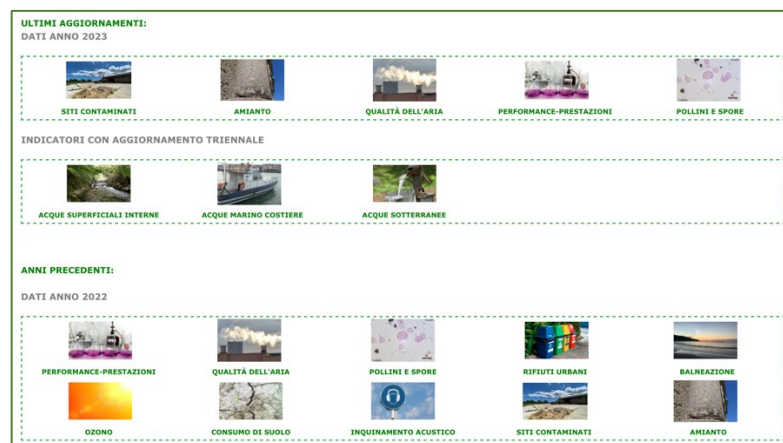 ULTIMI AGGIORNAMENTI:
DATI ANNO 2023
SITI CONTAMINATI AMIANTO QUALITÀ DELL'ARIA PERFORMANCE-PRESTAZIONI POLLINI E SPORE
INDICATORI CON AGGIORNAMENTO TRIENNALE
ACQUE SUPERFICIALI INTERNE ACQUE MARINO COSTIERE ACQUE SOTTERRANEE
ANNI PRECEDENTI:
DATI ANNO 2022
PERFORMANCE-PRESTAZIONI QUALITÀ DELL'ARIA POLLINI E SPORE RIFIUTI URBANI BALNEAZIONE
OZONO CONSUMO DI SUOLO INQUINAMENTO ACUSTICO SITI CONTAMINATI AMIANTO